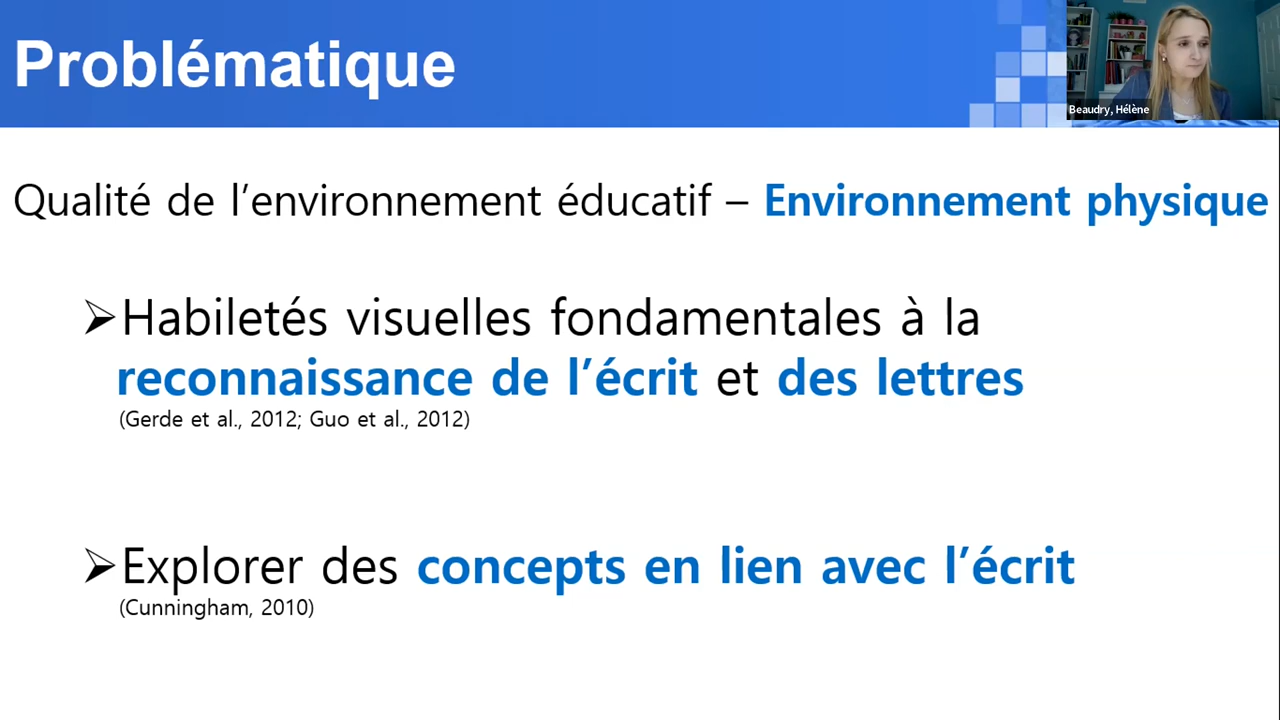 Problématique
Beaudry, Hélène
Qualité de l’environnement éducatif – Environnement physique
➢Habiletés visuelles fondamentales à la
reconnaissance de l’écrit et des lettres
(Gerde et al., 2012; Guo et al., 2012)
➢Explorer des concepts en lien avec l’écrit
(Cunningham, 2010)